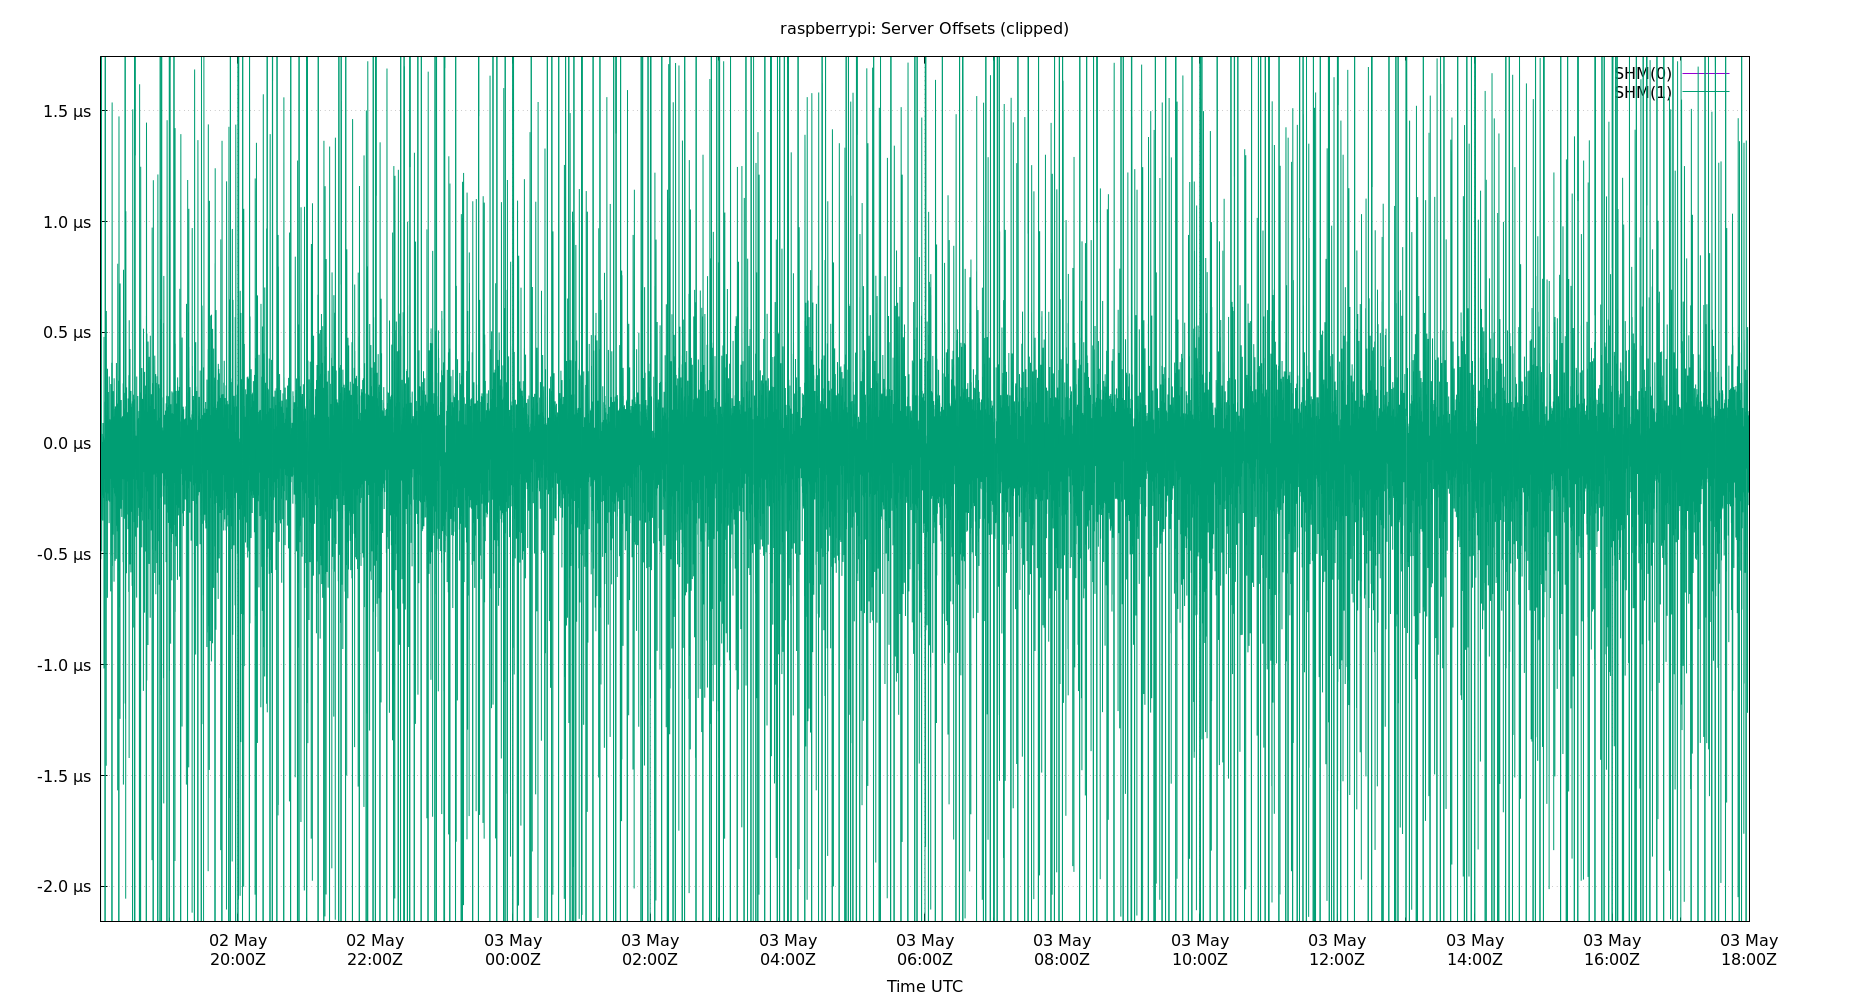 raspberrypi: Server Offsets (clipped)
SHM(0)
SHM(1)
1.5 µs
1.0 µs
0.5 µs
0.0 µs
-0.5 µs
-1.0 µs
-1.5 µs
-2.0 µs
02 May 02 May 03 May 03 May 03 May 03 May 03 May 03 May 03 May 03 May 03 May 03 May
20:00Z 22:00Z 00:00Z 02:00Z 04:00Z 06:00Z 08:00Z 10:00Z 12:00Z 14:00Z 16:00Z 18:00Z
Time UTC